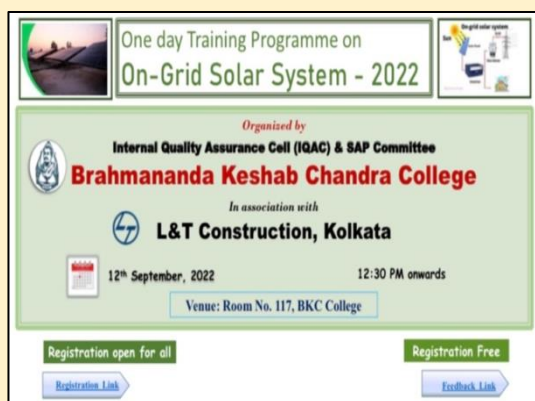 One day Training Programme on
On-Grid Solar System - 2022
On-grid solar system
Sun
Organized by
Internal Quality Assurance Cell (IQAC) & SAP Committee
Brahmananda Keshab Chandra College
In association with
L&T Construction, Kolkata
12th September, 2022
12:30 PM onwards
Venue: Room No. 117, BKC College
Registration open for all
Registration Free
Registration Link
Feedback Link